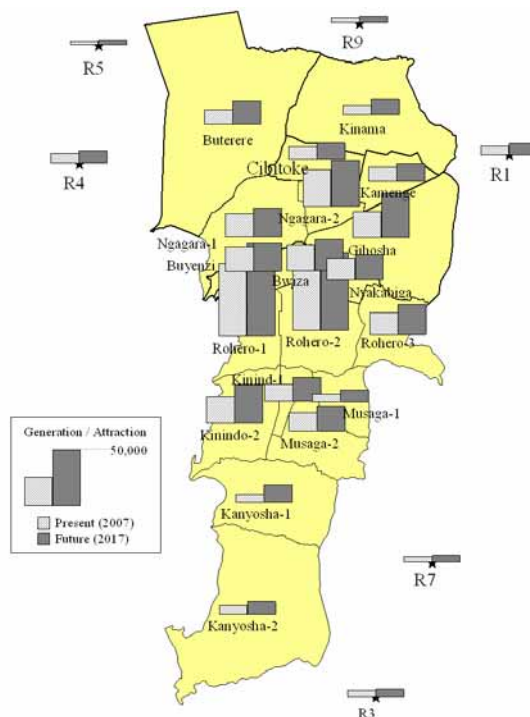 R9
R5
Buterere
Kinama
R4
R1
Cibitoke
Kamenge
Ngagara-2
Ngagara-1
Gihosha
Buyenzi
Bwiza
Nyakabiga
Rohero-1
Rohero-2
Rohero-3
Kinind-1
Musaga-1
Kinindo-2
Musaga-2
Generation / Attraction
50,000
Present (2007)
Future (2017)
Kanyosha-1
R7
Kanyosha-2
R3